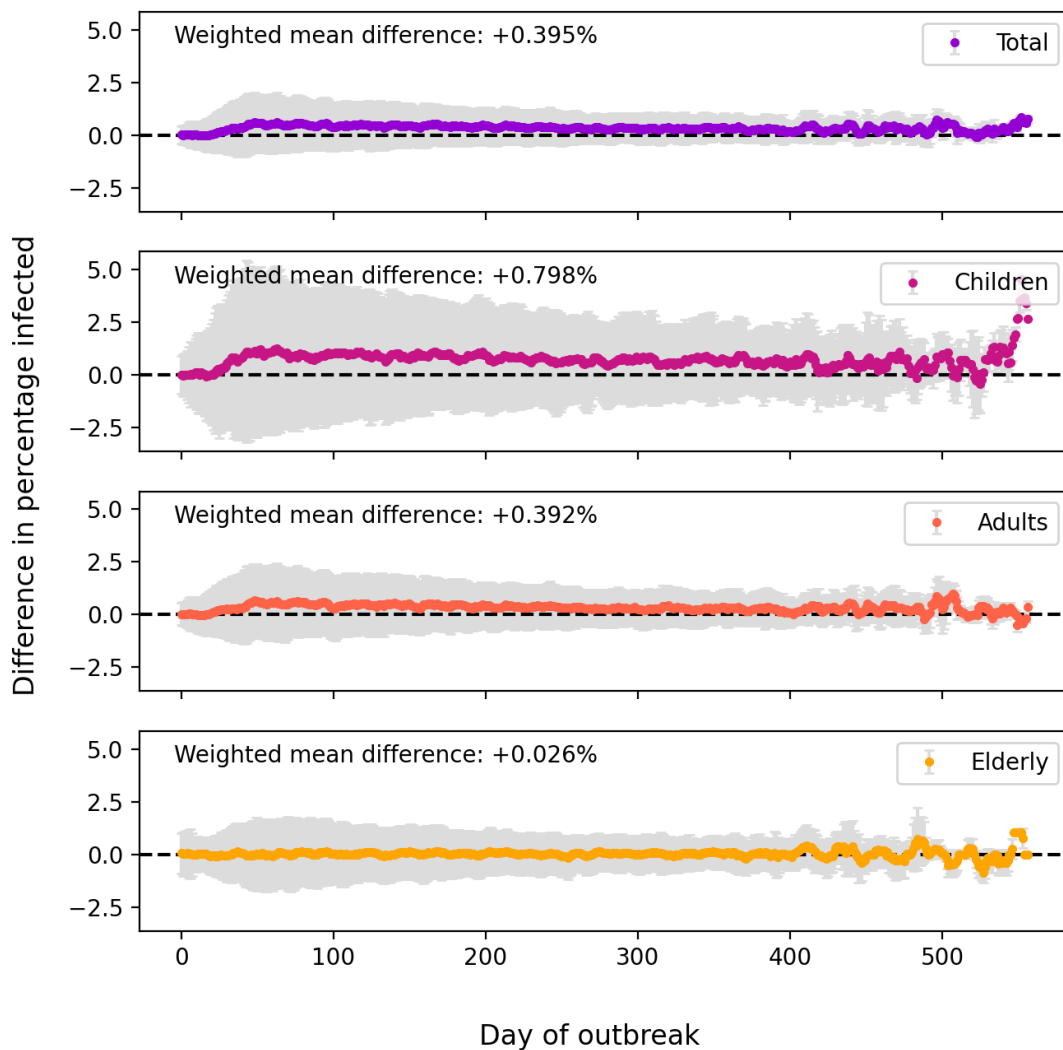 Difference in percentage infected
5.0
2.5
0.0
−2.5
Weighted mean difference: +0.395%
Total
5.0
2.5
0.0
−2.5
Weighted mean difference: +0.798%
Children
5.0
2.5
0.0
−2.5
Weighted mean difference: +0.392%
Adults
5.0
2.5
0.0
−2.5
Weighted mean difference: +0.026%
Elderly
0 100 200 300 400 500
Day of outbreak